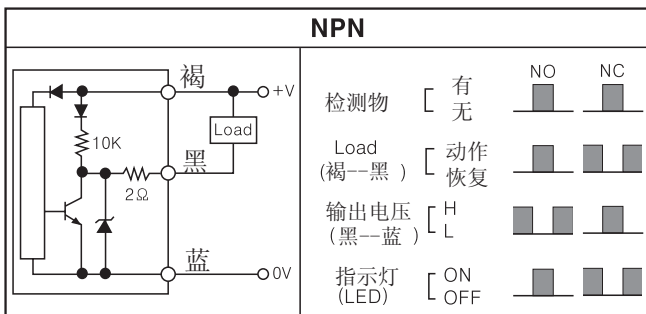 NPN
褐
+V
Load
10K
黑
2Ω
蓝
0V
NO NC
检测物 [ 有
无
Load
(褐--黑 ) [ 动作
恢复
输出电压
(黑--蓝 ) [ H
L
指示灯
(LED) [ ON
OFF